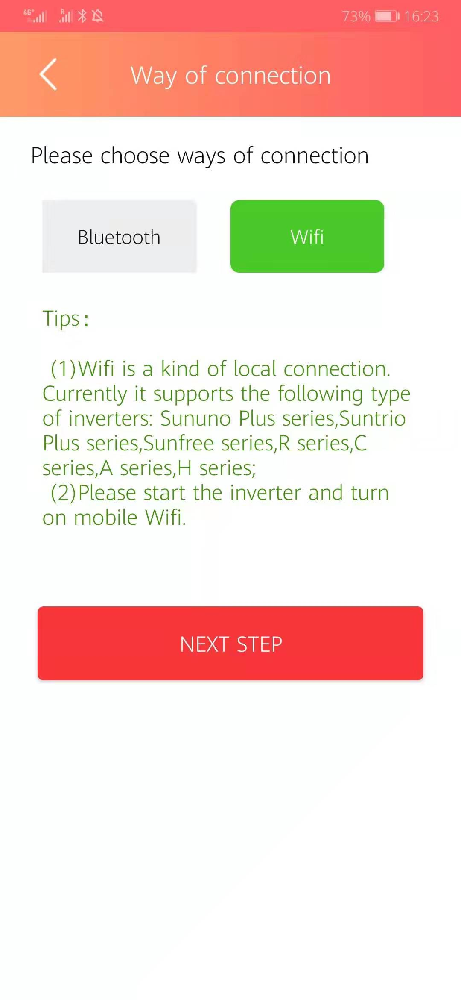 4G+ R 73% 16:23
Way of connection
Please choose ways of connection
Bluetooth Wifi
Tips:
(1)Wifi is a kind of local connection.
Currently it supports the following type
of inverters: Sununo Plus series,Suntrio
Plus series,Sunfree series,R series,C
series,A series,H series;
(2)Please start the inverter and turn
on mobile Wifi.
NEXT STEP